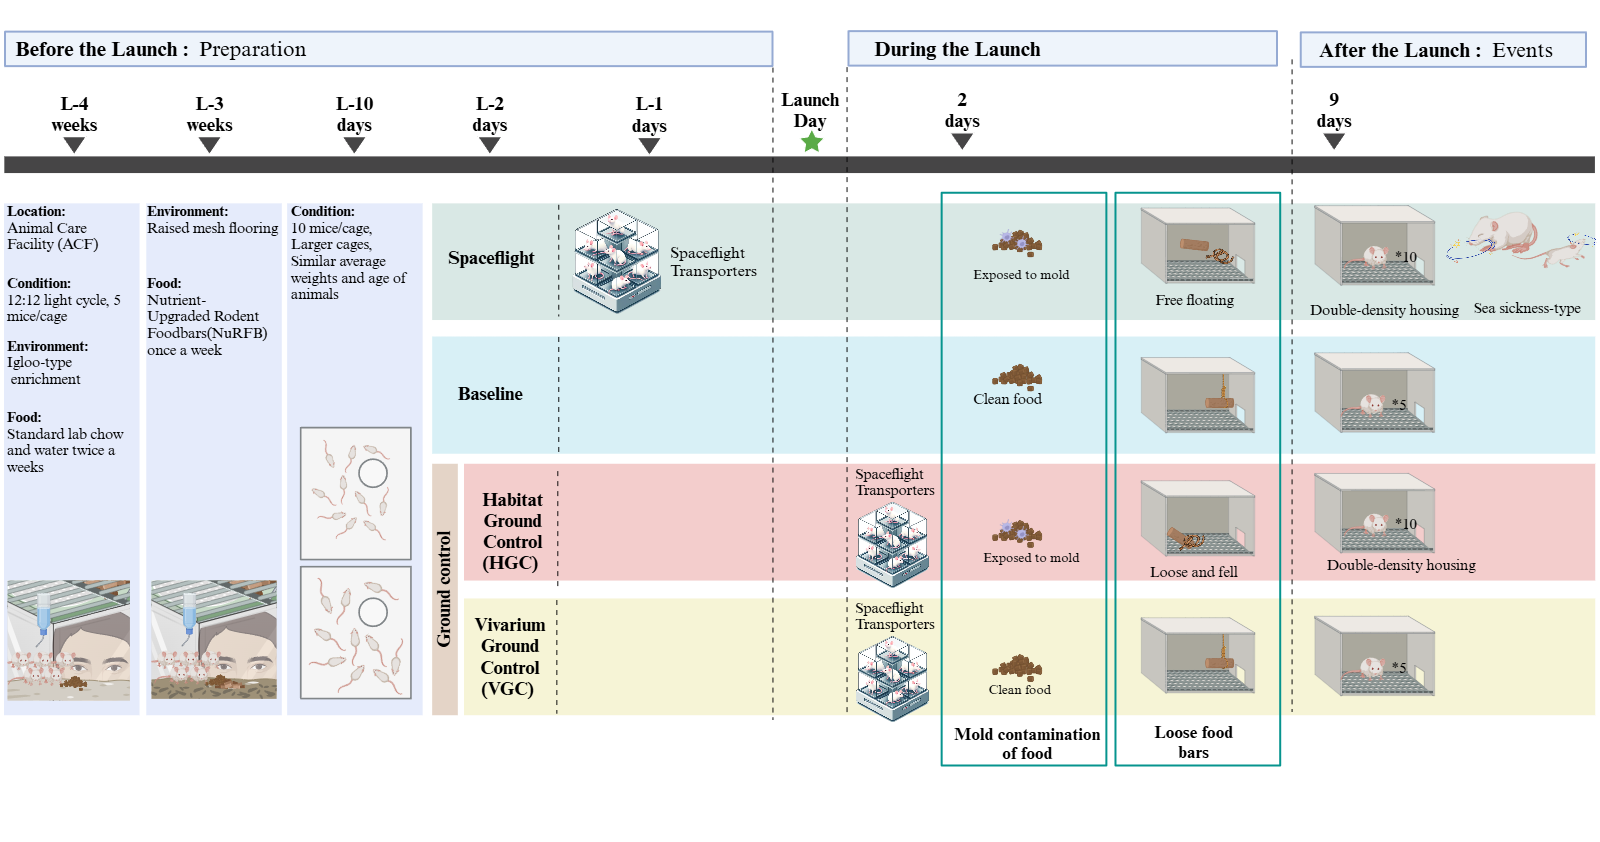 Before the Launch : Preparation
During the Launch
After the Launch : Events
L-4
weeks
L-3
weeks
L-10
days
L-2
days
L-1
days
Launch
Day
2
days
9
days
Location:
Animal Care
Facility (ACF)
Condition:
12:12 light cycle, 5
mice/cage
Environment:
Igloo-type
enrichment
Food:
Standard lab chow
and water twice a
weeks
Environment:
Raised mesh flooring
Food:
Nutrient-
Upgraded Rodent
Foodbars(NuRFB)
once a week
Condition:
10 mice/cage,
Larger cages,
Similar average
weights and age of
animals
Spaceflight
Spaceflight
Transporters
Exposed to mold
Free floating
*10
Double-density housing
Sea sickness-type
Baseline
Clean food
*5
Ground control
Habitat
Ground
Control
(HGC)
Spaceflight
Transporters
Exposed to mold
Loose and fell
*10
Double-density housing
Vivarium
Ground
Control
(VGC)
Spaceflight
Transporters
Clean food
*5
Mold contamination
of food
Loose food
bars